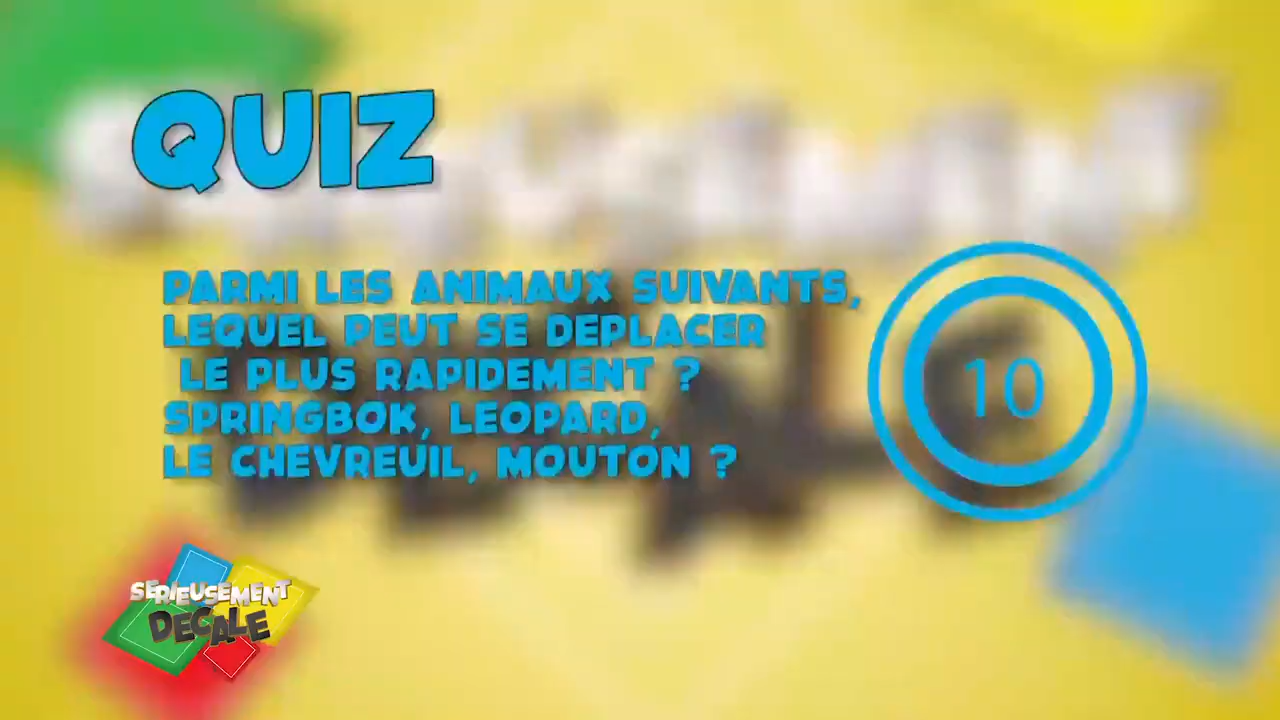 QUIZ
PARMI LES ANIMAUX SUIVANTS,
LEQUEL PEUT SE DEPLACER
LE PLUS RAPIDEMENT ?
SPRINGBOK, LEOPARD,
LE CHEVREUIL, MOUTON ?
10
SERIEUSEMENT
DECALE